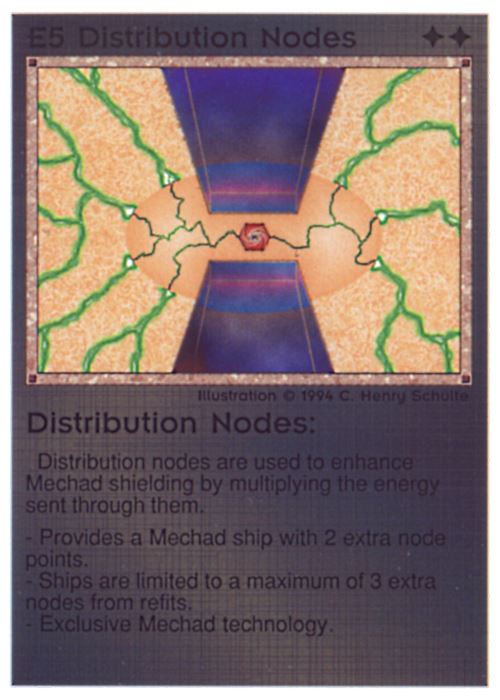 E5 Distribution Nodes
Illustration © 1994 C. Henry Schulte
Distribution Nodes:
Distribution nodes are used to enhance
Mechad shielding by multiplying the energy
sent through them.
- Provides a Mechad ship with 2 extra node
points.
- Ships are limited to a maximum of 3 extra
nodes from refits.
- Exclusive Mechad technology.